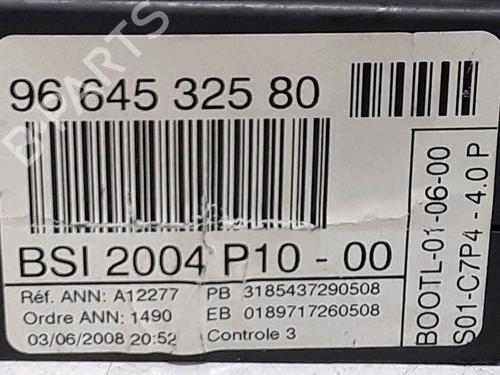 96 645 325 80
BSI 2004 P10 - 00
Réf. ANN: A12277 PB 3185437290508
Ordre ANN: 1490 EB 0189717260508
03/06/2008 20:52 Controle 3
BOOTL-01-06-00
S01-C7P4 - 4.0 P
B-PARTS